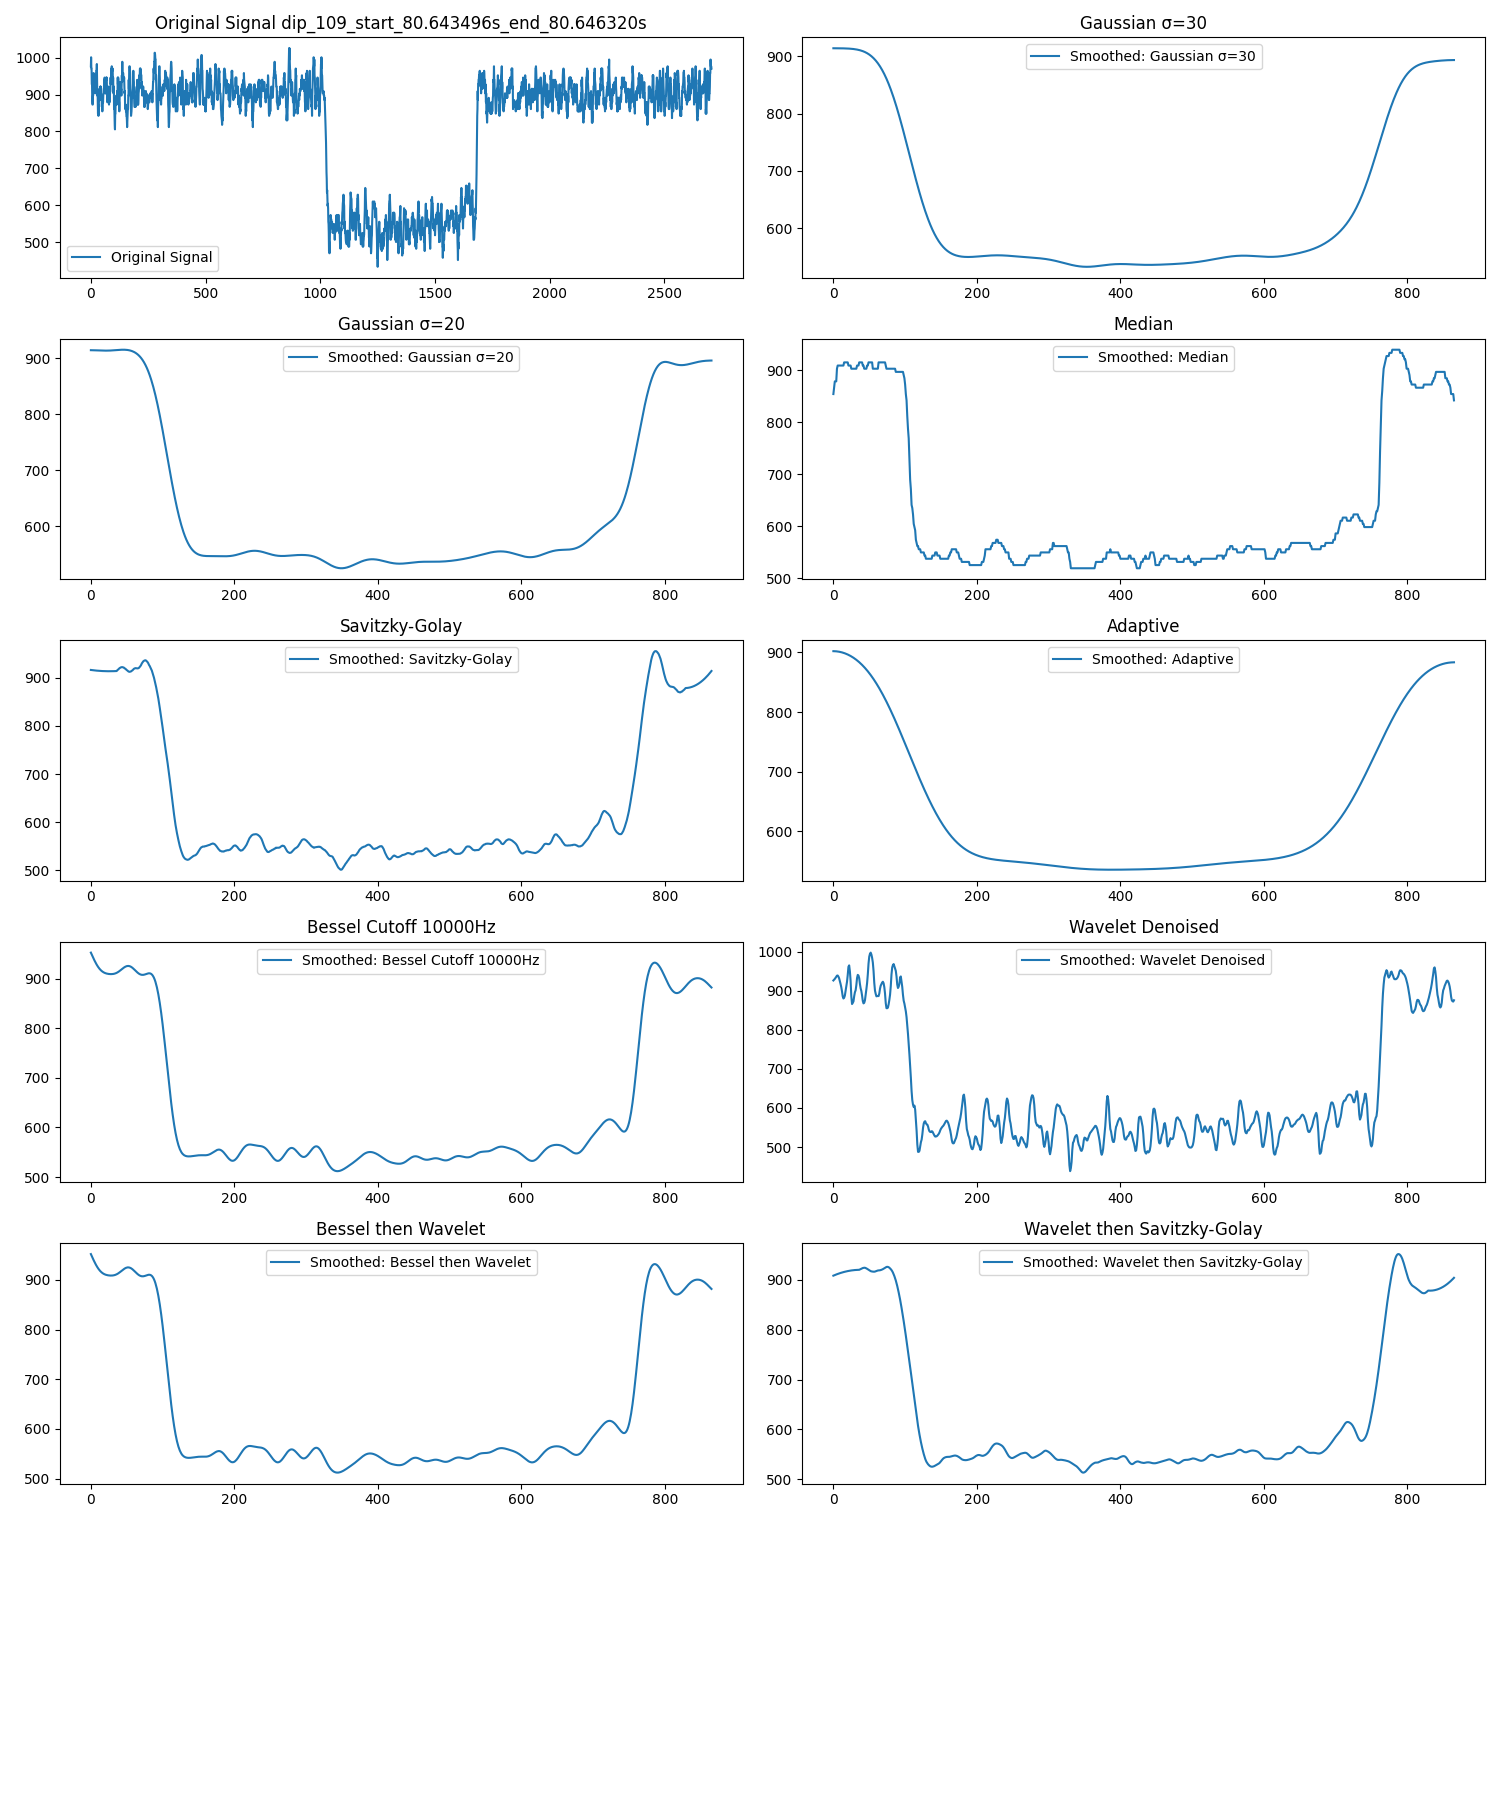 Original Signal dip_109_start_80.643496s_end_80.646320s
1000
900
800
700
600
500
Original Signal
0 500 1000 1500 2000 2500
Gaussian σ=30
900
800
700
600
Smoothed: Gaussian σ=30
0 200 400 600 800
Gaussian σ=20
900
800
700
600
Smoothed: Gaussian σ=20
0 200 400 600 800
Median
900
800
700
600
500
Smoothed: Median
0 200 400 600 800
Savitzky-Golay
900
800
700
600
500
Smoothed: Savitzky-Golay
0 200 400 600 800
Adaptive
900
800
700
600
Smoothed: Adaptive
0 200 400 600 800
Bessel Cutoff 10000Hz
900
800
700
600
500
Smoothed: Bessel Cutoff 10000Hz
0 200 400 600 800
Wavelet Denoised
1000
900
800
700
600
500
Smoothed: Wavelet Denoised
0 200 400 600 800
Bessel then Wavelet
900
800
700
600
500
Smoothed: Bessel then Wavelet
0 200 400 600 800
Wavelet then Savitzky-Golay
900
800
700
600
500
Smoothed: Wavelet then Savitzky-Golay
0 200 400 600 800